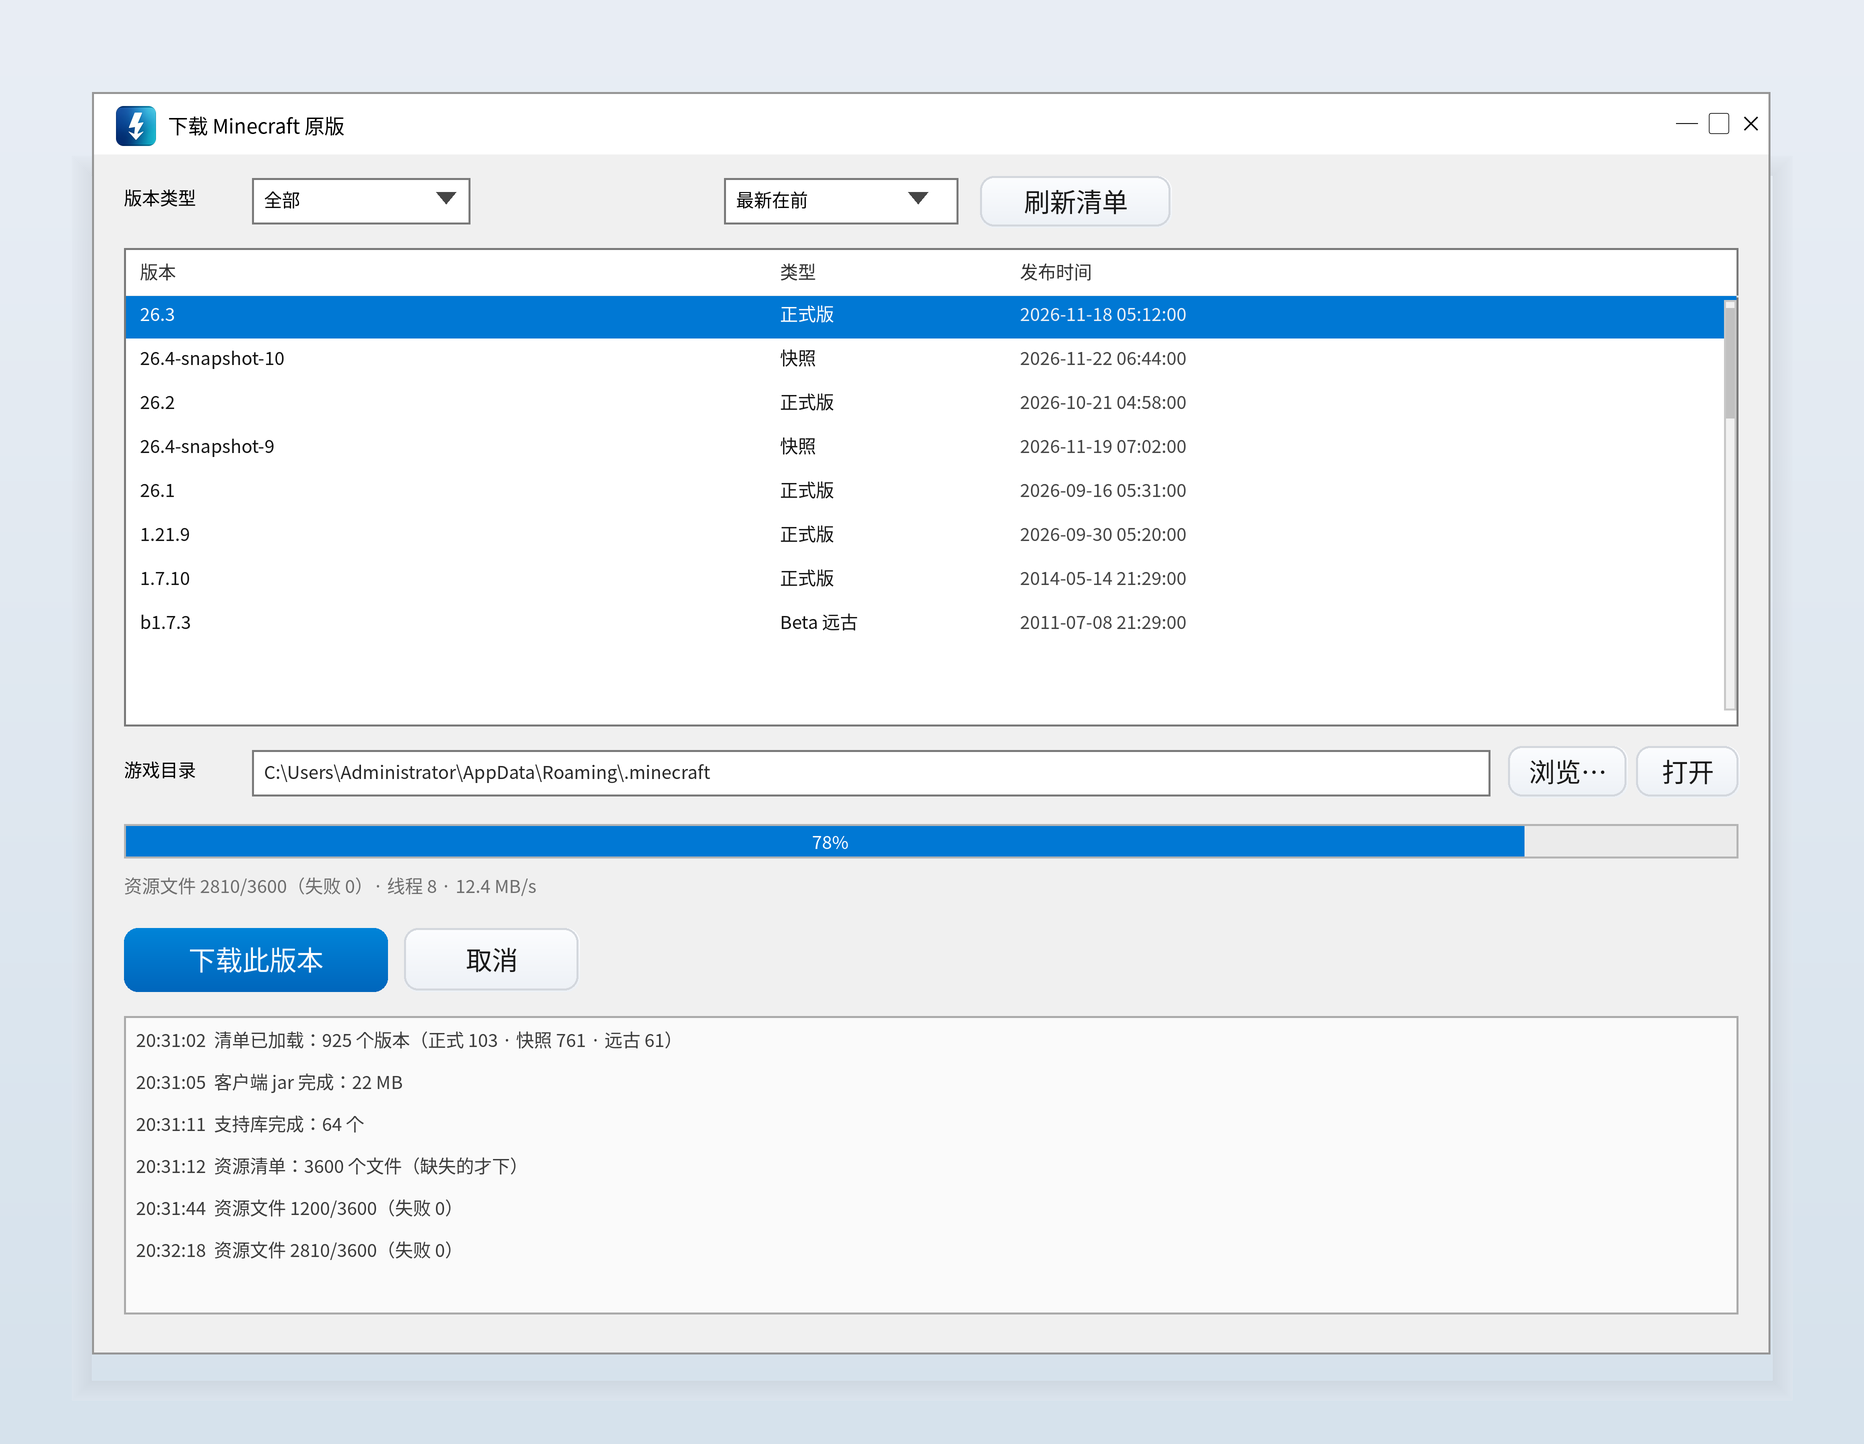 下载 Minecraft 原版
版本类型 全部 最新在前 刷新清单
版本 类型 发布时间
26.3 正式版 2026-11-18 05:12:00
26.4-snapshot-10 快照 2026-11-22 06:44:00
26.2 正式版 2026-10-21 04:58:00
26.4-snapshot-9 快照 2026-11-19 07:02:00
26.1 正式版 2026-09-16 05:31:00
1.21.9 正式版 2026-09-30 05:20:00
1.7.10 正式版 2014-05-14 21:29:00
b1.7.3 Beta 远古 2011-07-08 21:29:00
游戏目录 C:\Users\Administrator\AppData\Roaming\.minecraft 浏览… 打开
78%
资源文件 2810/3600（失败 0）· 线程 8 · 12.4 MB/s
下载此版本 取消
20:31:02 清单已加载：925 个版本（正式 103 · 快照 761 · 远古 61）
20:31:05 客户端 jar 完成：22 MB
20:31:11 支持库完成：64 个
20:31:12 资源清单：3600 个文件（缺失的才下）
20:31:44 资源文件 1200/3600（失败 0）
20:32:18 资源文件 2810/3600（失败 0）